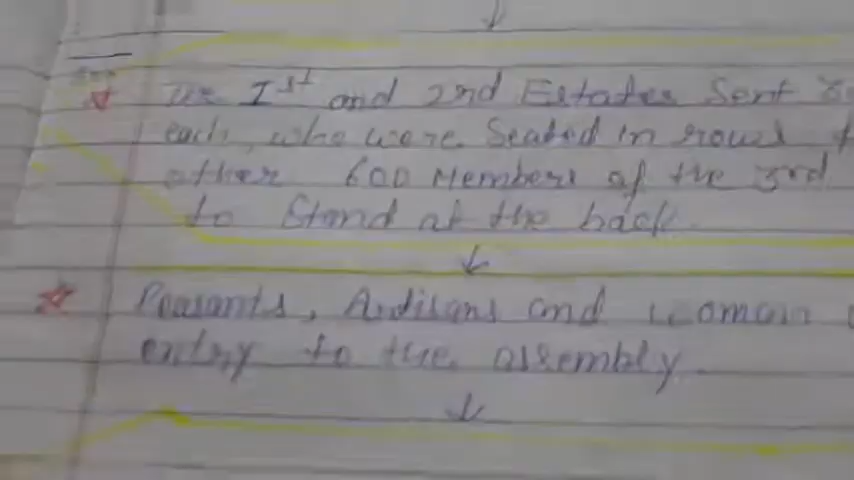 The Ist and 2nd Estates Sent
each, who were Seated in rows
other 600 Members of the 3rd
to Stand at the back.
Peasants, Artisans and women
entry to the assembly.